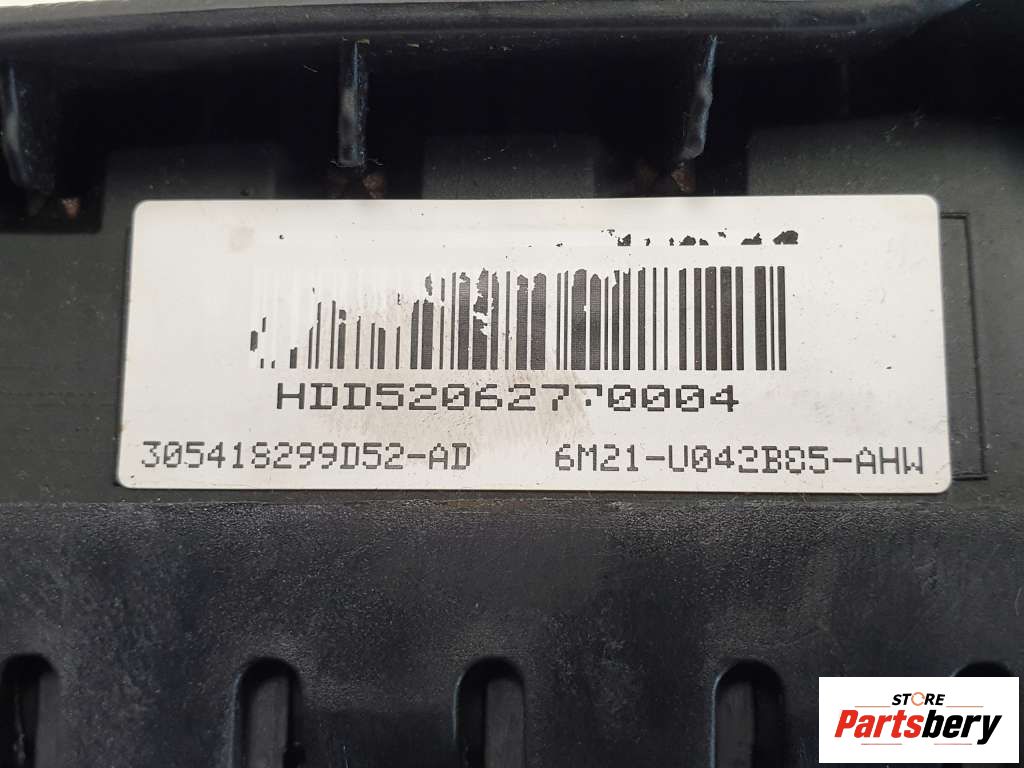 HDD52062770004
305418299D52-AD 6M21-U042B85-AHW
STORE
Partsbery